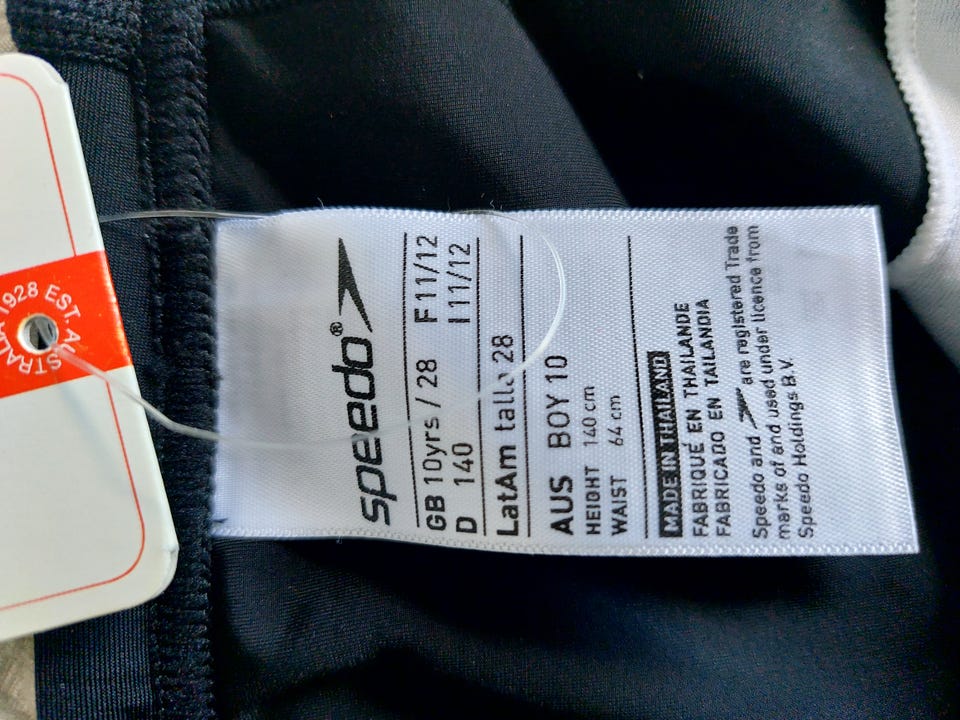 speedo®
GB 10yrs / 28 F11/12
D 140 I 11/12
LatAm talla 28
AUS BOY 10
HEIGHT 140 cm
WAIST 64 cm
MADE IN THAILAND
FABRIQUÉ EN THAILANDE
FABRICADO EN TAILANDIA
Speedo and are registered Trade
marks of and used under licence from
Speedo Holdings B.V.
1928 EST. AUSTRALIA